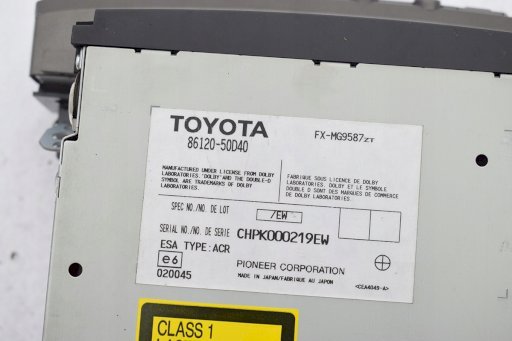 TOYOTA
86120-50D40
FX-MG9587ZT
MANUFACTURED UNDER LICENSE FROM DOLBY
LABORATORIES. "DOLBY" AND THE DOUBLE-D
SYMBOL ARE TRADEMARKS OF DOLBY
LABORATORIES.
FABRIQUE SOUS LICENCE DE DOLBY
LABORATORIES. DOLBY ET LE SYMBOLE
DOUBLE D SONT DES MARQUES DE COMMERCE
DE DOLBY LABORATORIES.
SPEC NO./NO. DE LOT
/EW
SERIAL NO./NO. DE SERIE CHPK000219EW
ESA TYPE:ACR
e6
020045
PIONEER CORPORATION
MADE IN JAPAN/FABRIQUE AU JAPON
<CEA4049-A>
CLASS 1